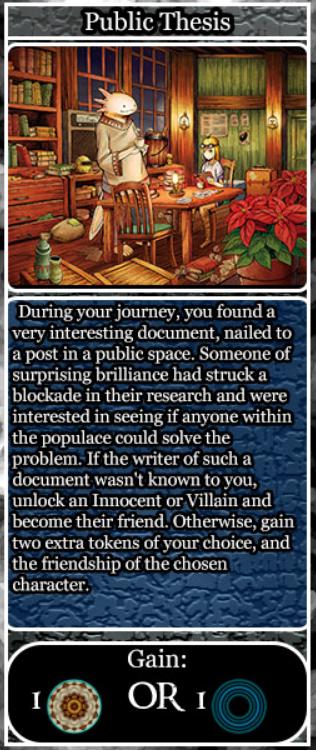 Public Thesis
During your journey, you found a
very interesting document, nailed to
a post in a public space. Someone of
surprising brilliance had struck a
blockade in their research and were
interested in seeing if anyone within
the populace could solve the
problem. If the writer of such a
document wasn't known to you,
unlock an Innocent or Villain and
become their friend. Otherwise, gain
two extra tokens of your choice, and
the friendship of the chosen
character.
Gain:
1 OR 1